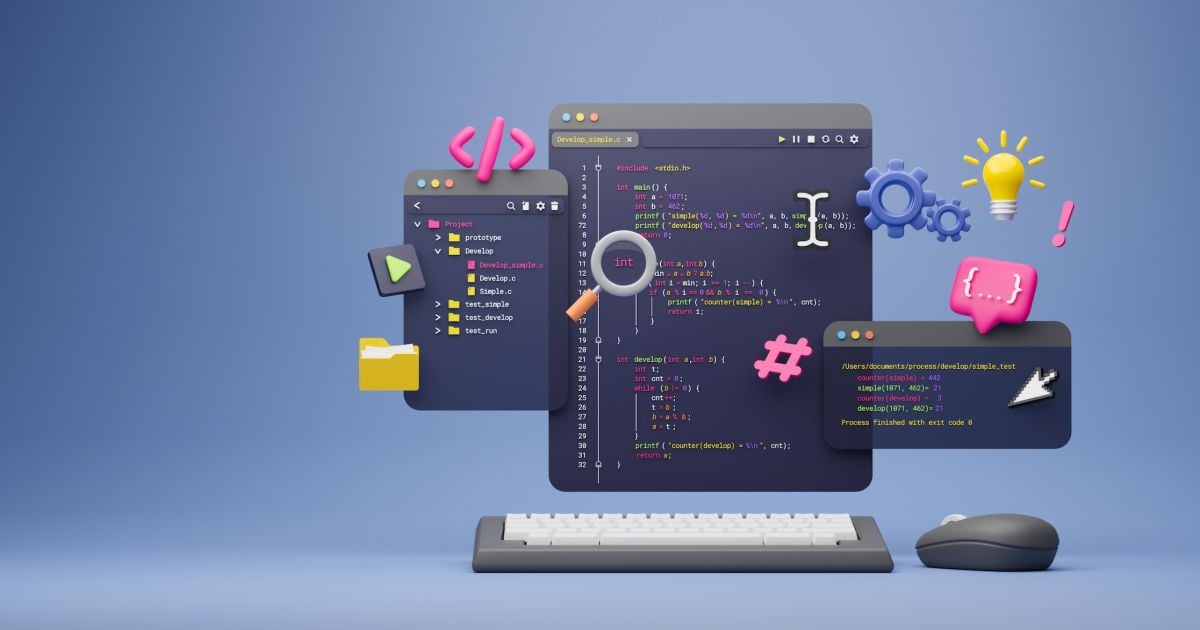 Project
prototype
Develop
Develop_simple.c
Develop.c
Simple.c
test_simple
test_develop
test_run
Develop_simple.c
1 #include <stdio.h>
2
3 int main() {
4 int a = 1071;
5 int b = 462;
6 printf ( "simple(%d, %d) = %d\n", a, b, (a, b));
72 printf ( "develop(%d ,%d) = %d\n", a, b, (a, b));
8 return 0;
9
10
int
11 (int a,int b) {
12 = a < b ? a:b;
13 int i = min; i >= 1; i --) {
14 if (a % i == 0 && b % i == 0) {
printf ( "counter(simple) = %\n", cnt);
return i;
17 }
18 }
19 }
20
21 int develop(int a,int b) {
22 int t;
23 int cnt = 0;
24 while (b != 0) {
25 cnt++;
26 t = b ;
27 b = a % b ;
28 a = t ;
29 }
30 printf ( "counter(develop) = %\n", cnt);
31 return a;
32 }
{....}
/Users/documents/process/develop/simple_test
counter(simple) = 442
simple(1071, 462)= 21
counter(develop) = 3
develop(1071, 462)= 21
Process finished with exit code 0